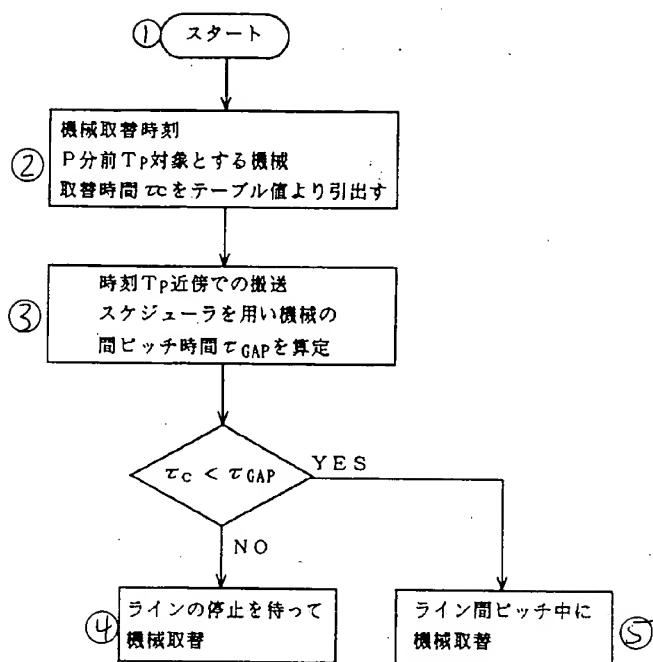 ① スタート
機械取替時刻
② P分前Tp対象とする機械
取替時間τcをテーブル値より引出す
時刻Tp近傍での搬送
③ スケジューラを用い機械の
間ピッチ時間τGAPを算定
τc < τGAP
YES
NO
④ ラインの停止を待って
機械取替
ライン間ピッチ中に
機械取替 ⑤